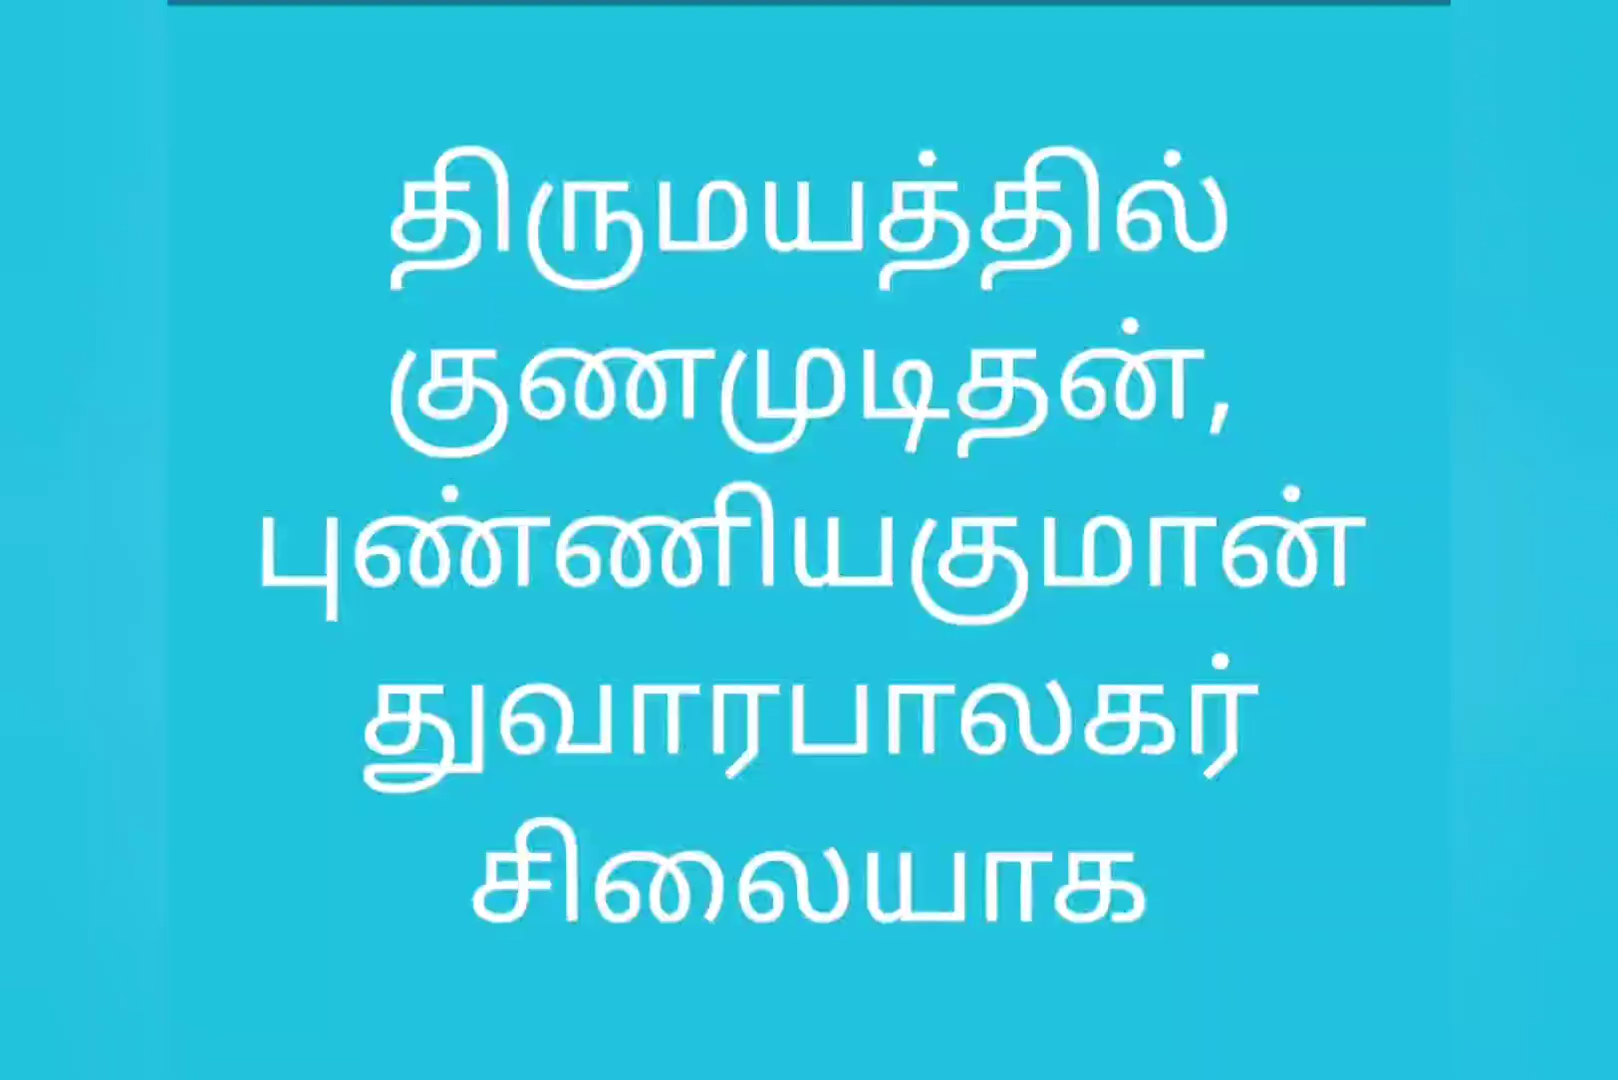 திருமயத்தில்
குணமுடிதன்,
புண்ணியகுமான்
துவாரபாலகர்
சிலையாக